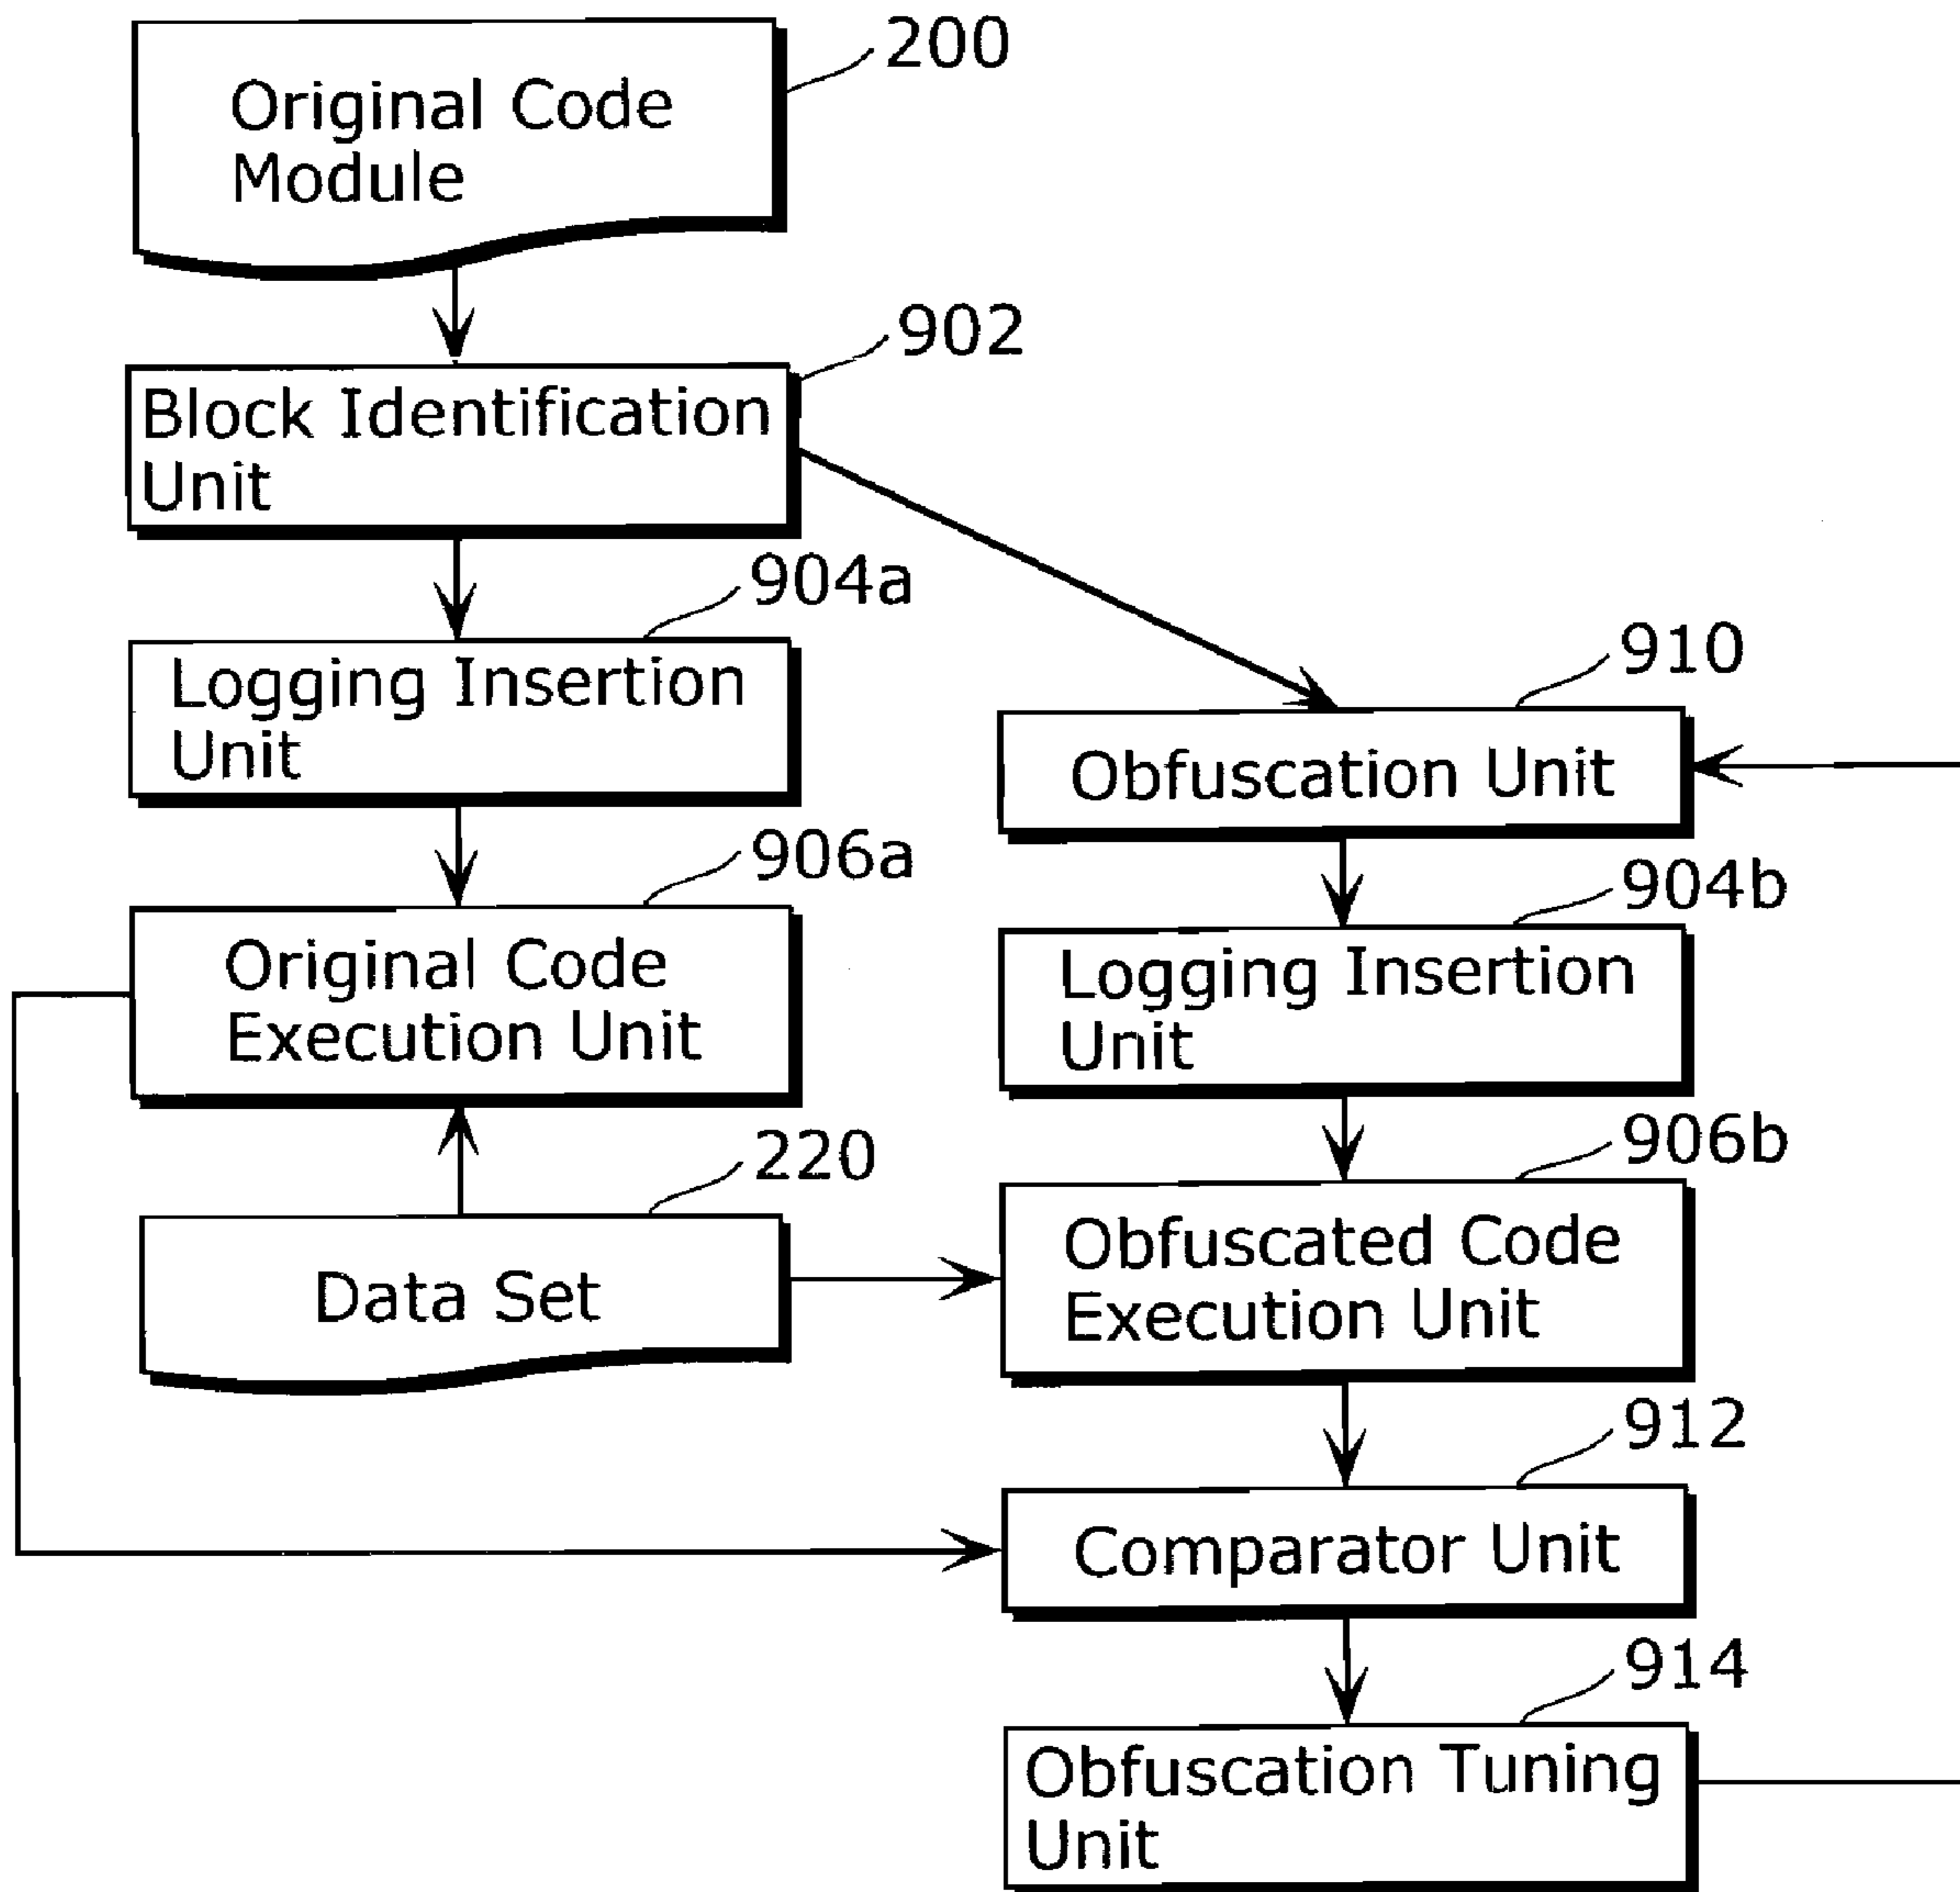 200
Original Code
Module
902
Block Identification
Unit
904a
Logging Insertion
Unit
910
Obfuscation Unit
906a
Original Code
Execution Unit
904b
Logging Insertion
Unit
220
Data Set
906b
Obfuscated Code
Execution Unit
912
Comparator Unit
914
Obfuscation Tuning
Unit